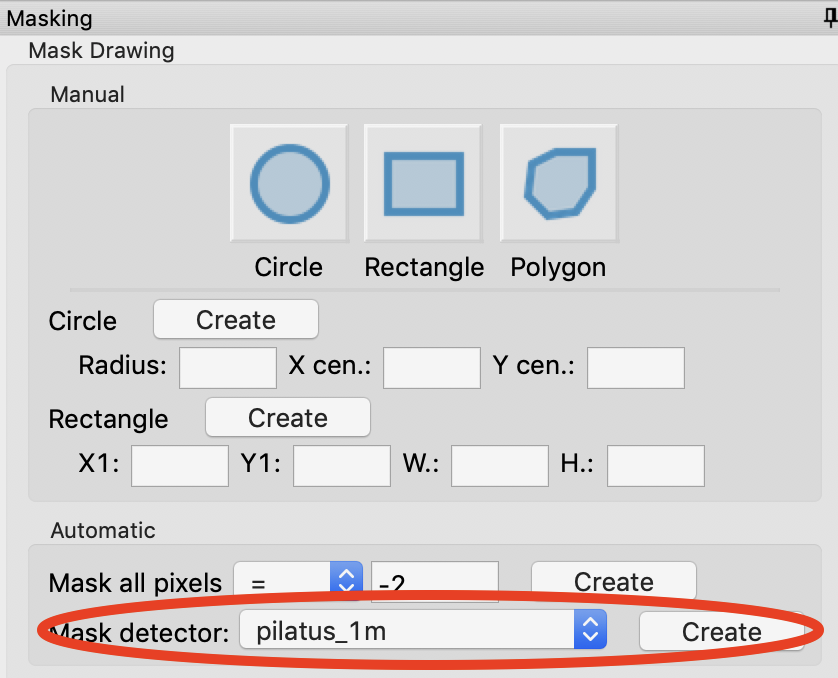 Masking
Mask Drawing
Manual
Circle Rectangle Polygon
Circle Create
Radius: X cen.: Y cen.:
Rectangle Create
X1: Y1: W.: H.:
Automatic
Mask all pixels = -2 Create
Mask detector: pilatus_1m Create